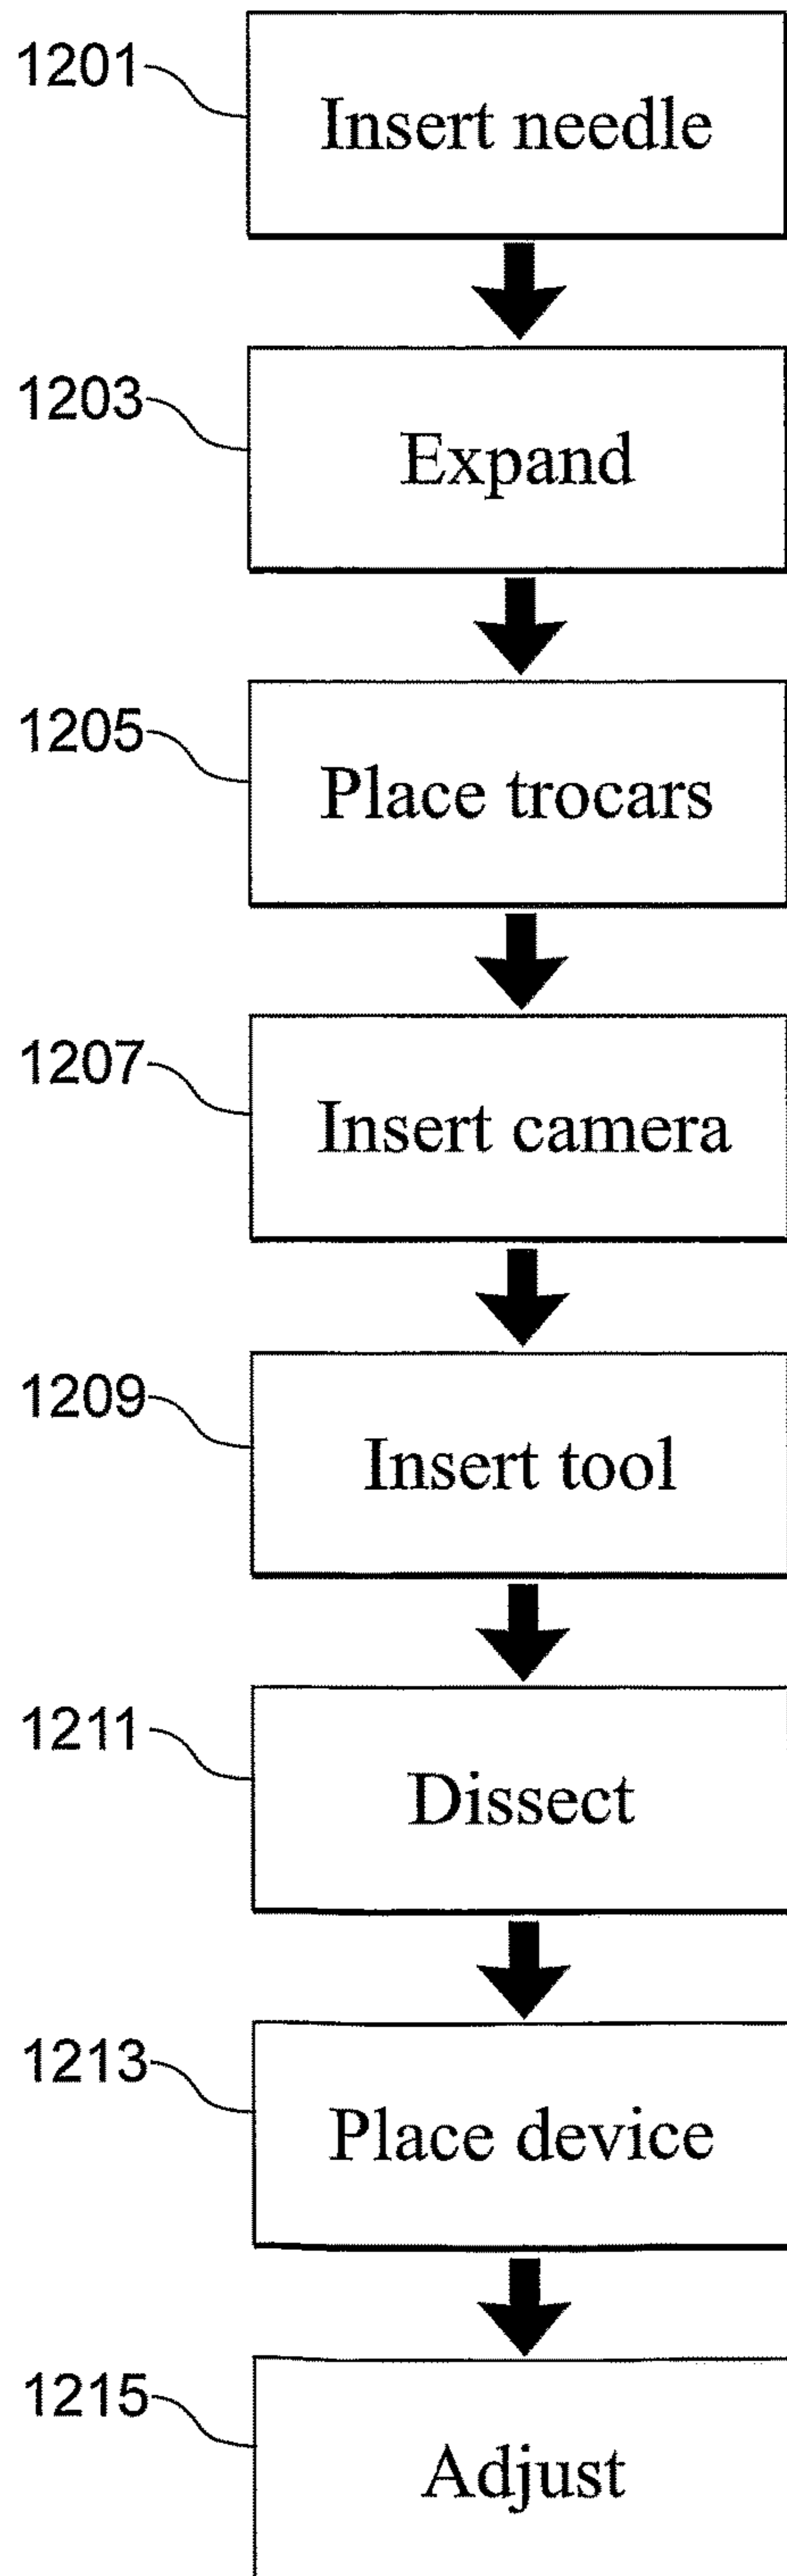 1201
Insert needle
1203
Expand
1205
Place trocars
1207
Insert camera
1209
Insert tool
1211
Dissect
1213
Place device
1215
Adjust